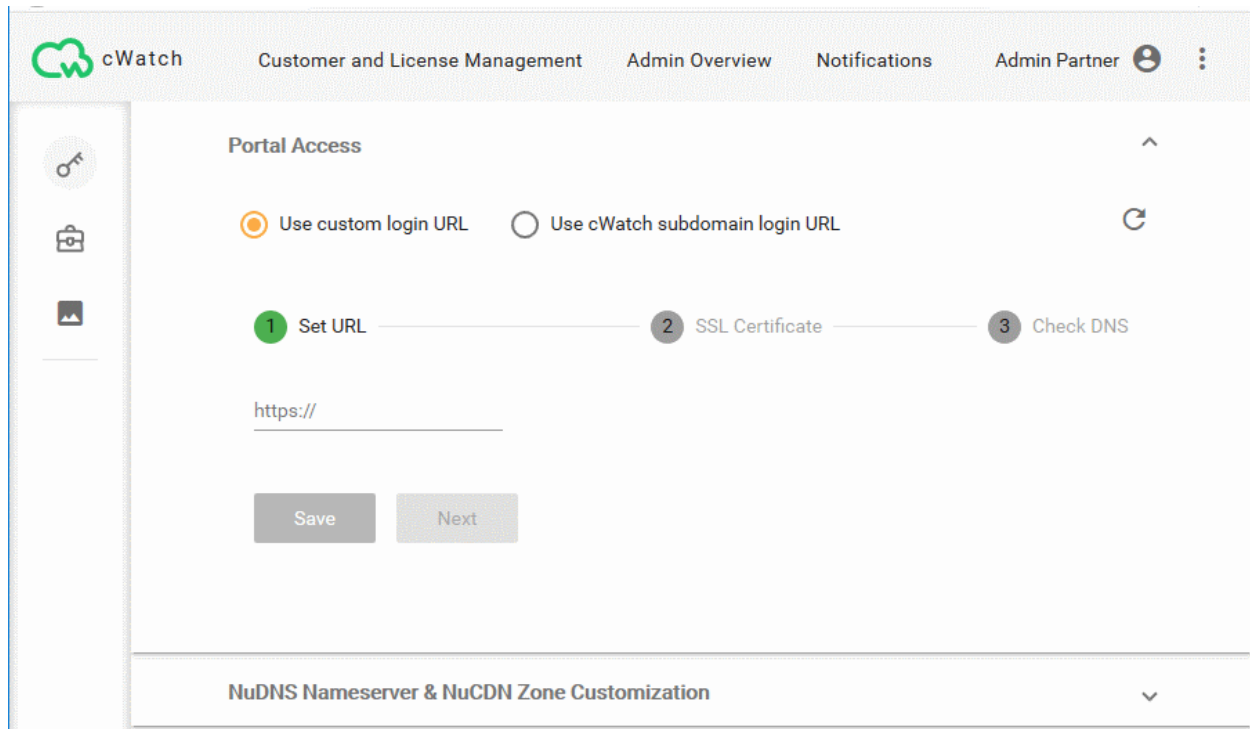 cWatch Customer and License Management Admin Overview Notifications Admin Partner
Portal Access
Use custom login URL Use cWatch subdomain login URL
1 Set URL 2 SSL Certificate 3 Check DNS
https://
Save Next
NuDNS Nameserver & NuCDN Zone Customization